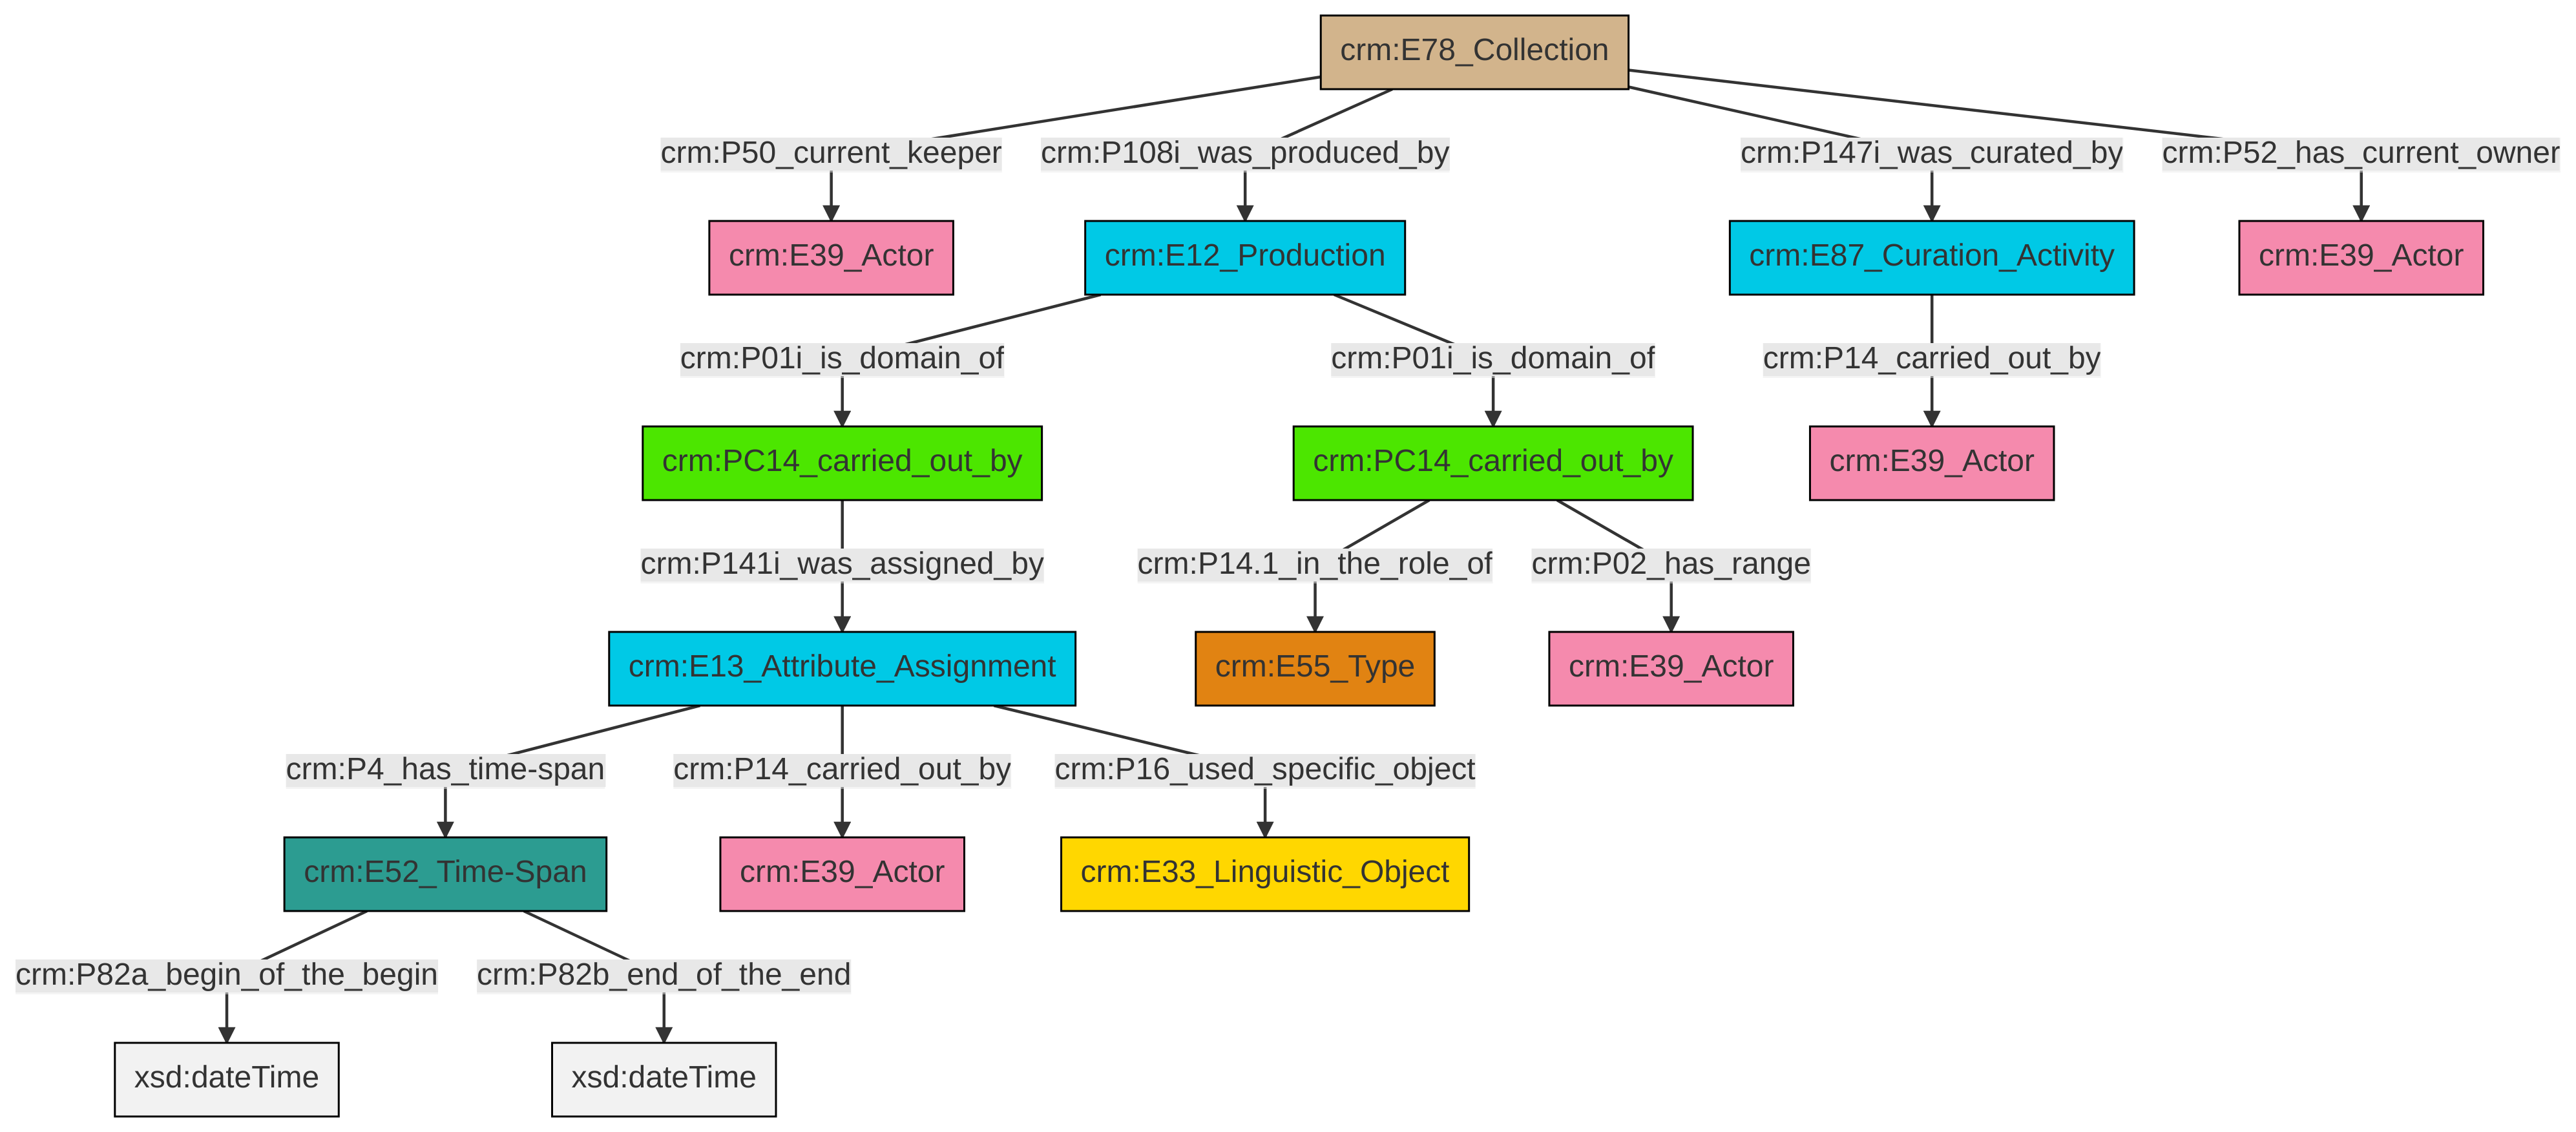 crm:E78_Collection
crm:P50_current_keeper
crm:P108i_was_produced_by
crm:P147i_was_curated_by
crm:P52_has_current_owner
crm:E39_Actor
crm:E12_Production
crm:E87_Curation_Activity
crm:E39_Actor
crm:P01i_is_domain_of
crm:P01i_is_domain_of
crm:P14_carried_out_by
crm:PC14_carried_out_by
crm:PC14_carried_out_by
crm:E39_Actor
crm:P141i_was_assigned_by
crm:P14.1_in_the_role_of
crm:P02_has_range
crm:E13_Attribute_Assignment
crm:E55_Type
crm:E39_Actor
crm:P4_has_time-span
crm:P14_carried_out_by
crm:P16_used_specific_object
crm:E52_Time-Span
crm:E39_Actor
crm:E33_Linguistic_Object
crm:P82a_begin_of_the_begin
crm:P82b_end_of_the_end
xsd:dateTime
xsd:dateTime